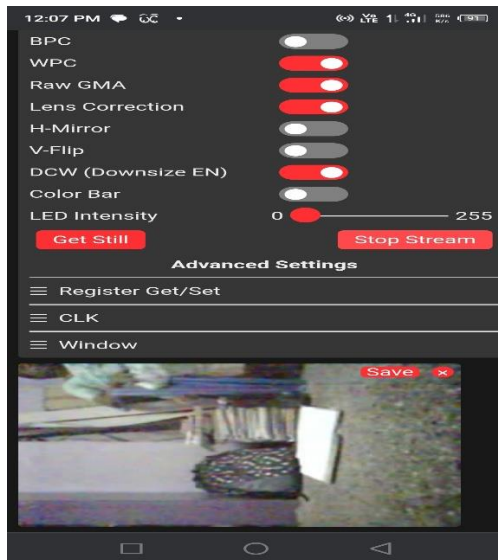 12:07 PM
BPC
WPC
Raw GMA
Lens Correction
H-Mirror
V-Flip
DCW (Downsize EN)
Color Bar
LED Intensity 0 255
Get Still Stop Stream
Advanced Settings
Register Get/Set
CLK
Window
Save ×